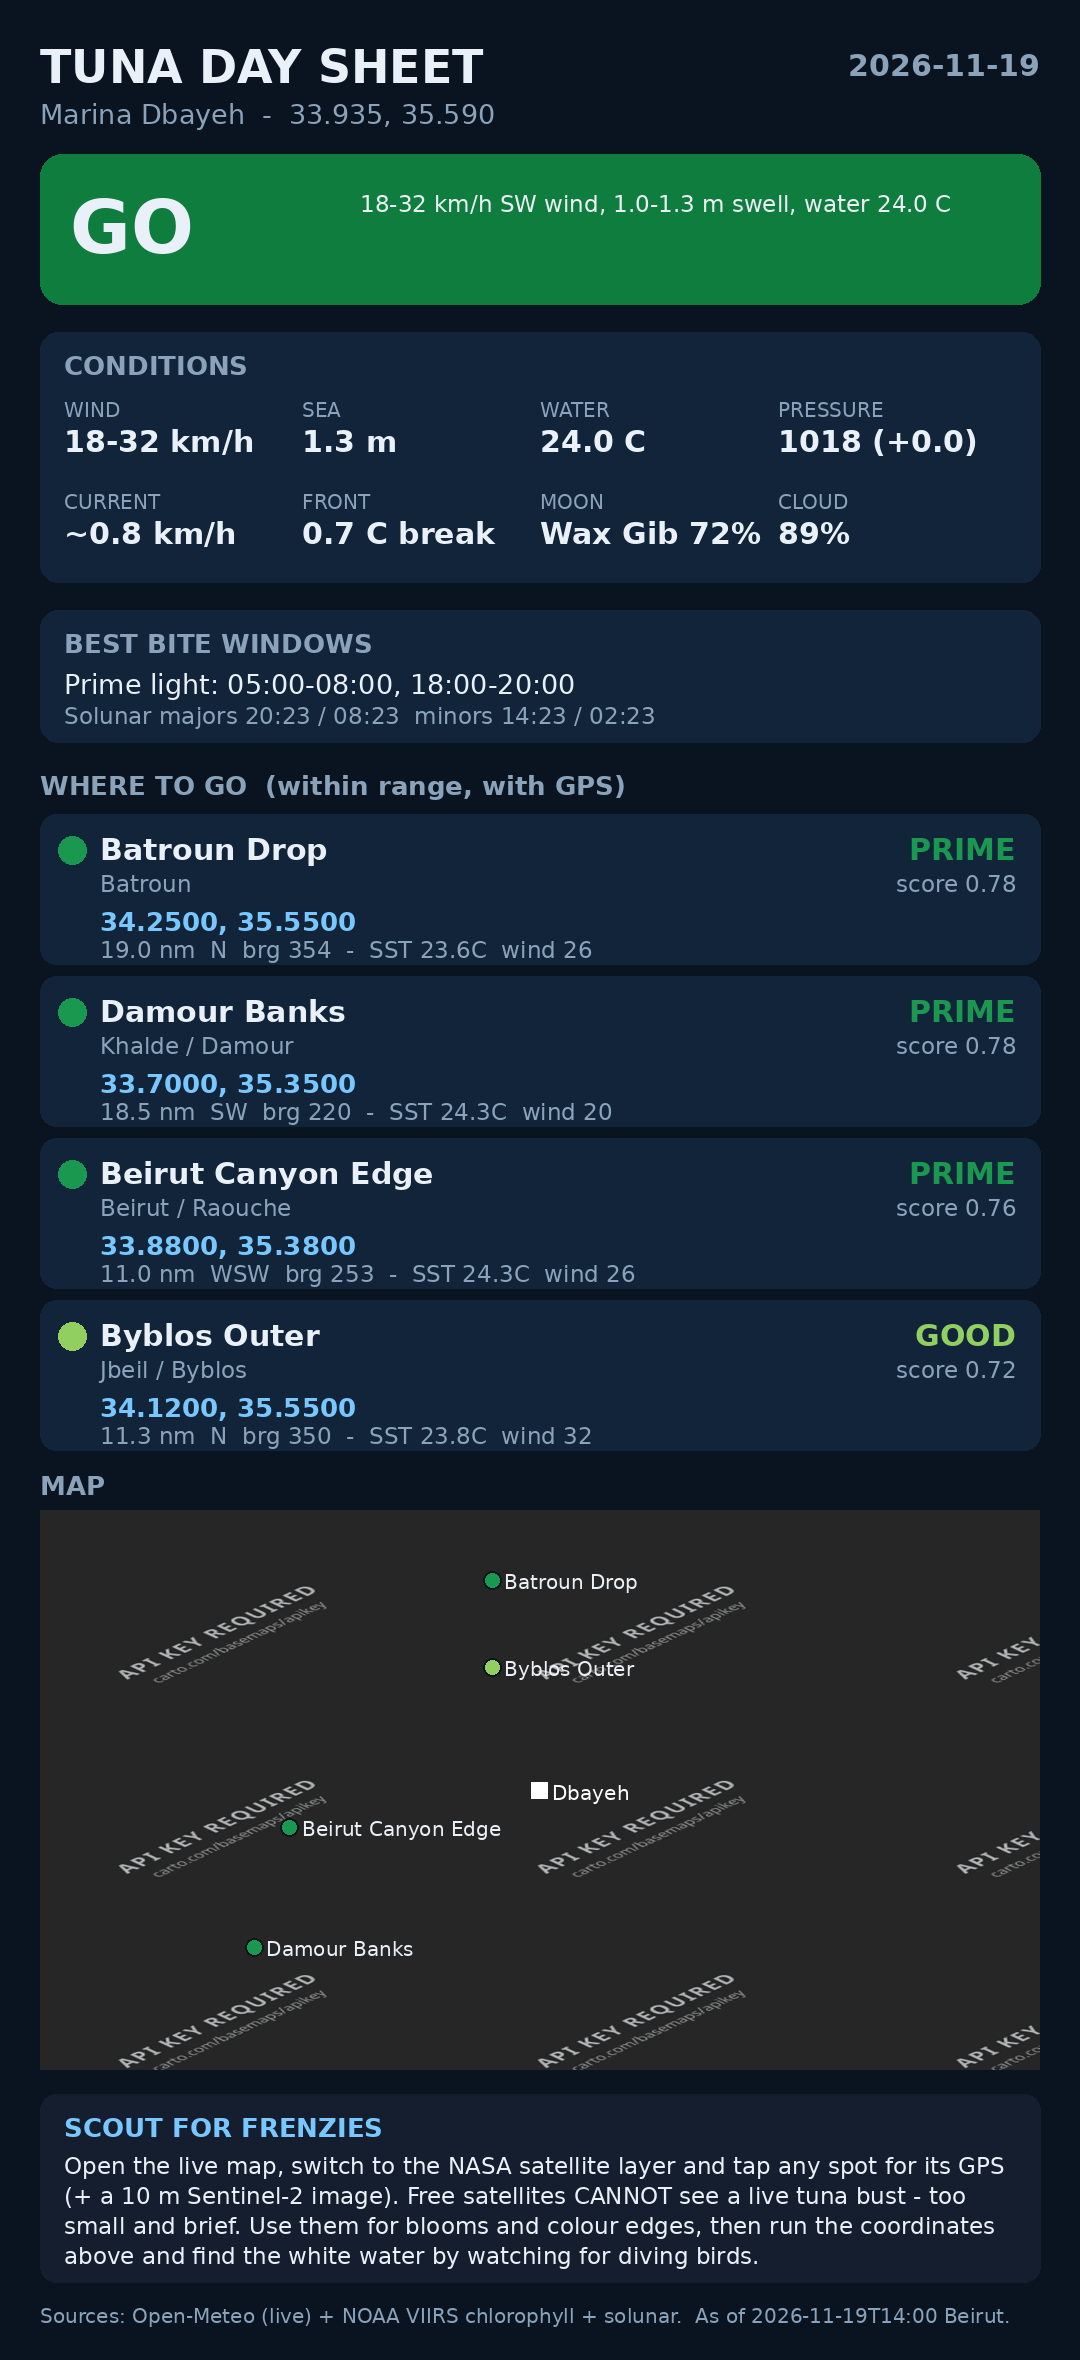 TUNA DAY SHEET
2026-11-19
Marina Dbayeh - 33.935, 35.590
GO
18-32 km/h SW wind, 1.0-1.3 m swell, water 24.0 C
CONDITIONS
WIND SEA WATER PRESSURE
18-32 km/h 1.3 m 24.0 C 1018 (+0.0)
CURRENT FRONT MOON CLOUD
~0.8 km/h 0.7 C break Wax Gib 72% 89%
BEST BITE WINDOWS
Prime light: 05:00-08:00, 18:00-20:00
Solunar majors 20:23 / 08:23 minors 14:23 / 02:23
WHERE TO GO (within range, with GPS)
Batroun Drop PRIME
Batroun score 0.78
34.2500, 35.5500
19.0 nm N brg 354 - SST 23.6C wind 26
Damour Banks PRIME
Khalde / Damour score 0.78
33.7000, 35.3500
18.5 nm SW brg 220 - SST 24.3C wind 20
Beirut Canyon Edge PRIME
Beirut / Raouche score 0.76
33.8800, 35.3800
11.0 nm WSW brg 253 - SST 24.3C wind 26
Byblos Outer GOOD
Jbeil / Byblos score 0.72
34.1200, 35.5500
11.3 nm N brg 350 - SST 23.8C wind 32
MAP
Batroun Drop
API KEY REQUIRED
carto.com/basemaps/apikey
API KEY REQUIRED
carto.com/basemaps/apikey
API KEY
carto.co
Byblos Outer
Dbayeh
API KEY REQUIRED
carto.com/basemaps/apikey
API KEY REQUIRED
carto.com/basemaps/apikey
API KEY
carto.co
Beirut Canyon Edge
Damour Banks
API KEY REQUIRED
carto.com/basemaps/apikey
API KEY REQUIRED
carto.com/basemaps/apikey
API KEY
carto.co
SCOUT FOR FRENZIES
Open the live map, switch to the NASA satellite layer and tap any spot for its GPS
(+ a 10 m Sentinel-2 image). Free satellites CANNOT see a live tuna bust - too
small and brief. Use them for blooms and colour edges, then run the coordinates
above and find the white water by watching for diving birds.
Sources: Open-Meteo (live) + NOAA VIIRS chlorophyll + solunar. As of 2026-11-19T14:00 Beirut.